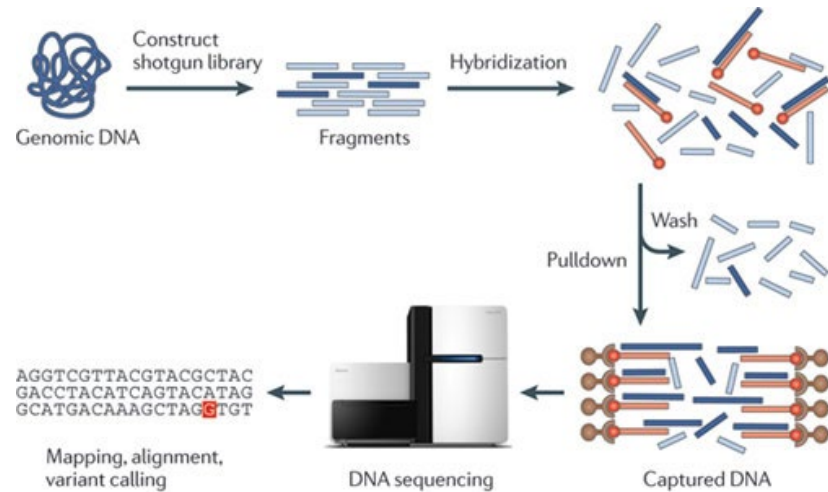 Construct
shotgun library
Hybridization
Genomic DNA
Fragments
Wash
Pulldown
AGGTCGTTACGTACGCTAC
GACCTACATCAGTACATAG
GCATGACAAAGCTAGGTGT
Mapping, alignment,
variant calling
DNA sequencing
Captured DNA